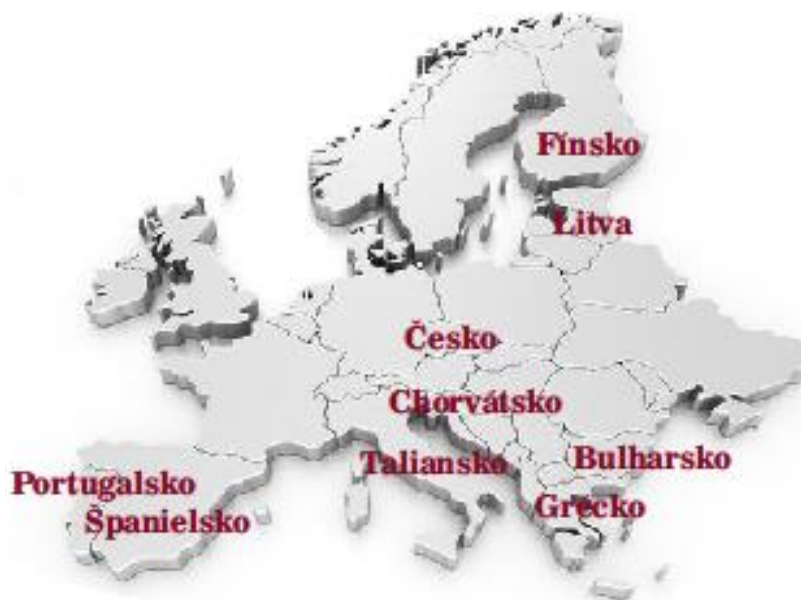 Fínsko
Litva
Česko
Chorvátsko
Taliansko
Bulharsko
Portugalsko
Grécko
Španielsko